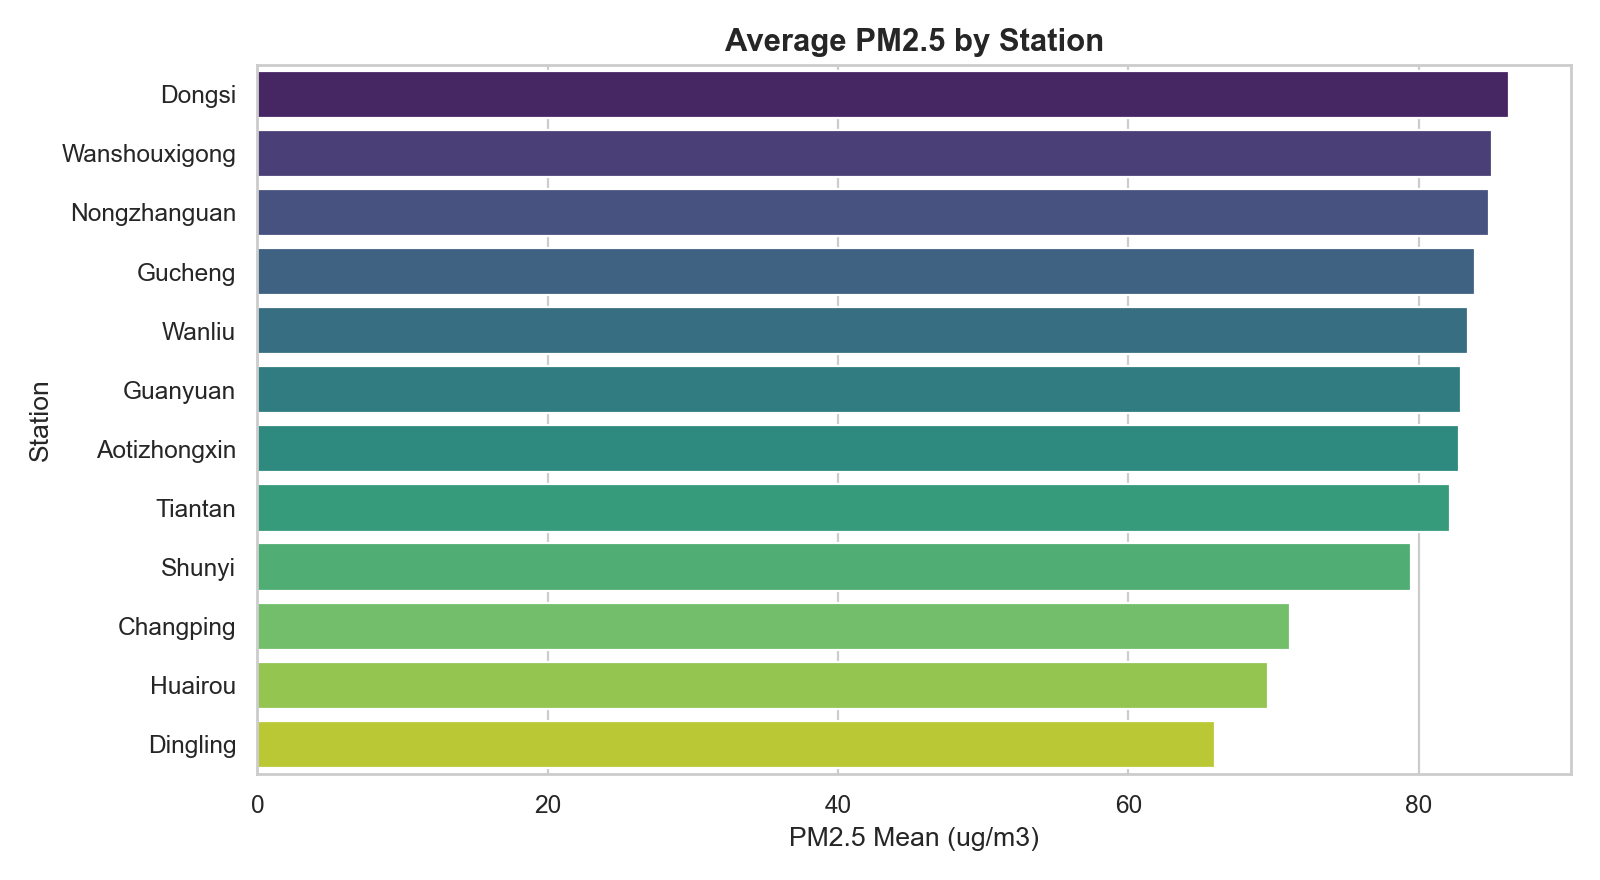 Average PM2.5 by Station
Dongsi
Wanshouxigong
Nongzhanguan
Gucheng
Wanliu
Guanyuan
Aotizhongxin
Tiantan
Shunyi
Changping
Huairou
Dingling
Station
0 20 40 60 80
PM2.5 Mean (ug/m3)